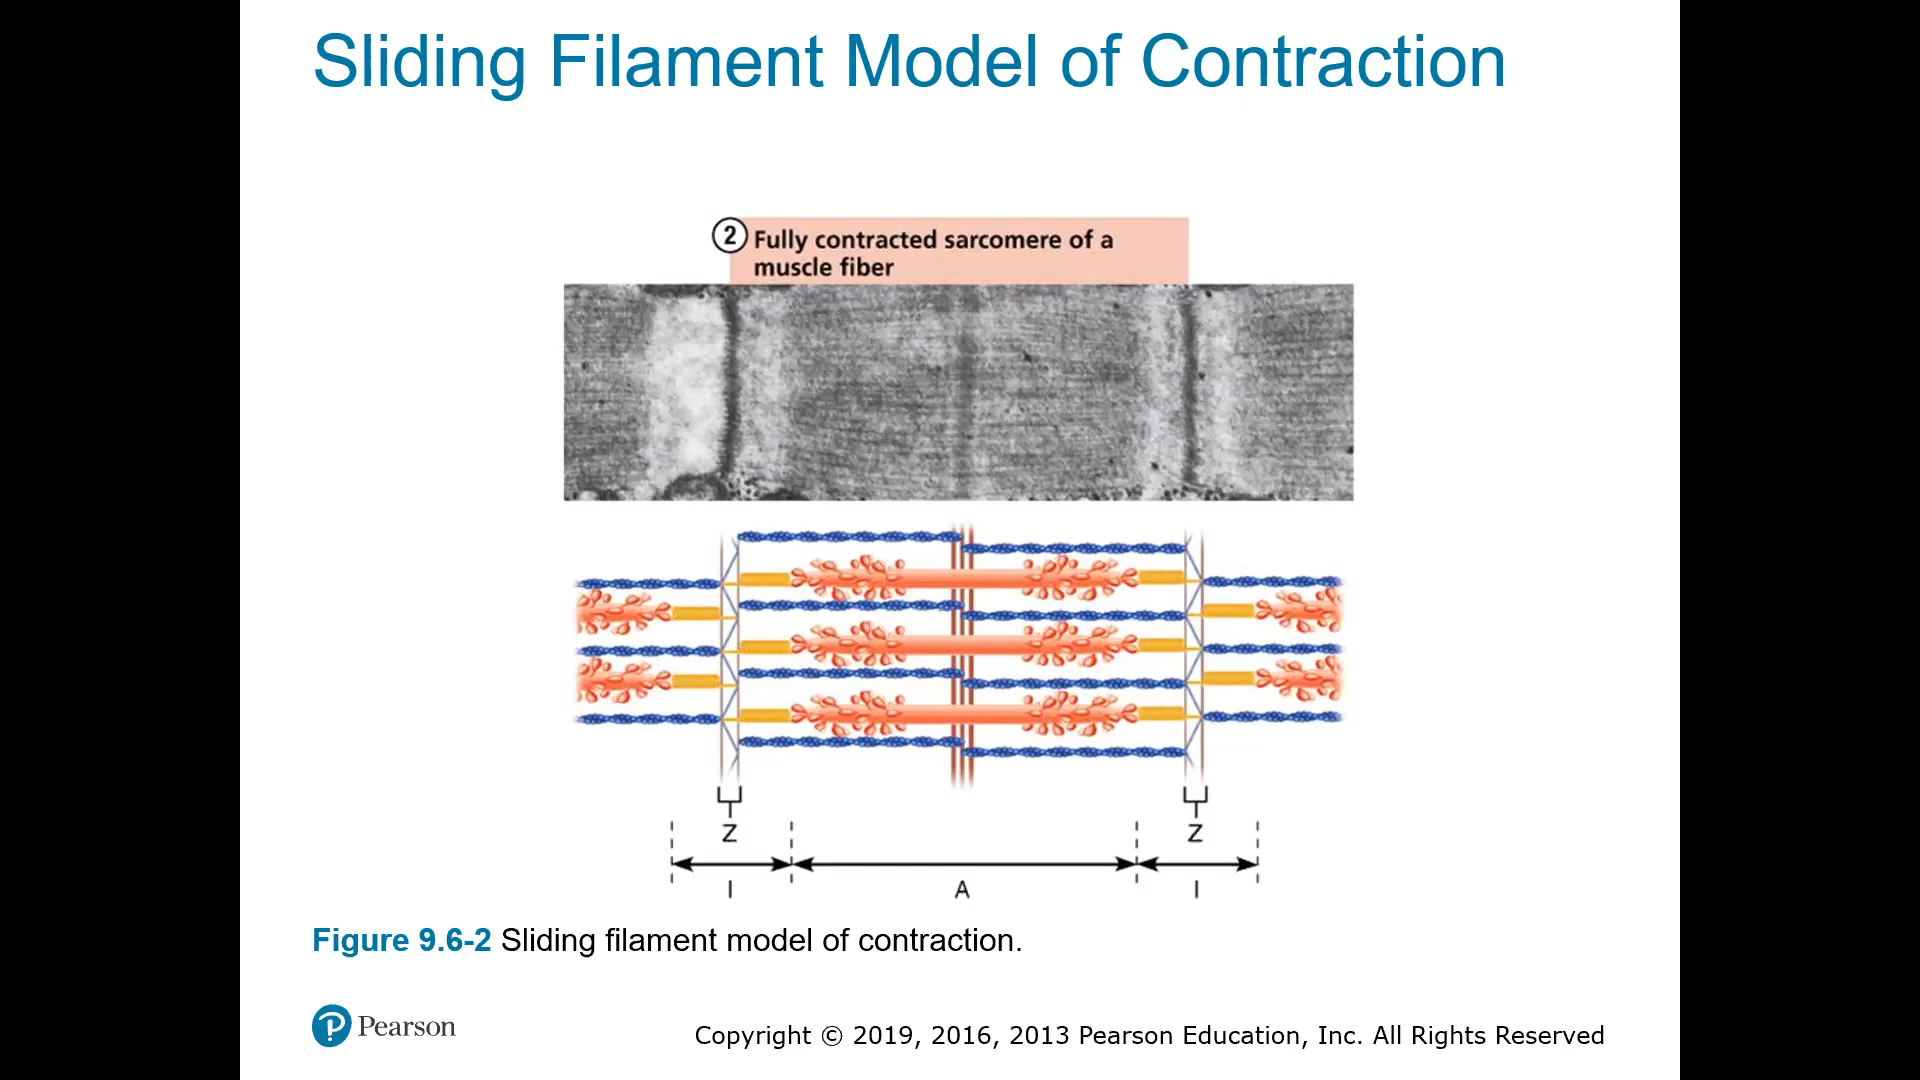 Sliding Filament Model of Contraction
2 Fully contracted sarcomere of a
muscle fiber
Z Z
I A I
Figure 9.6-2 Sliding filament model of contraction.
Pearson
Copyright © 2019, 2016, 2013 Pearson Education, Inc. All Rights Reserved